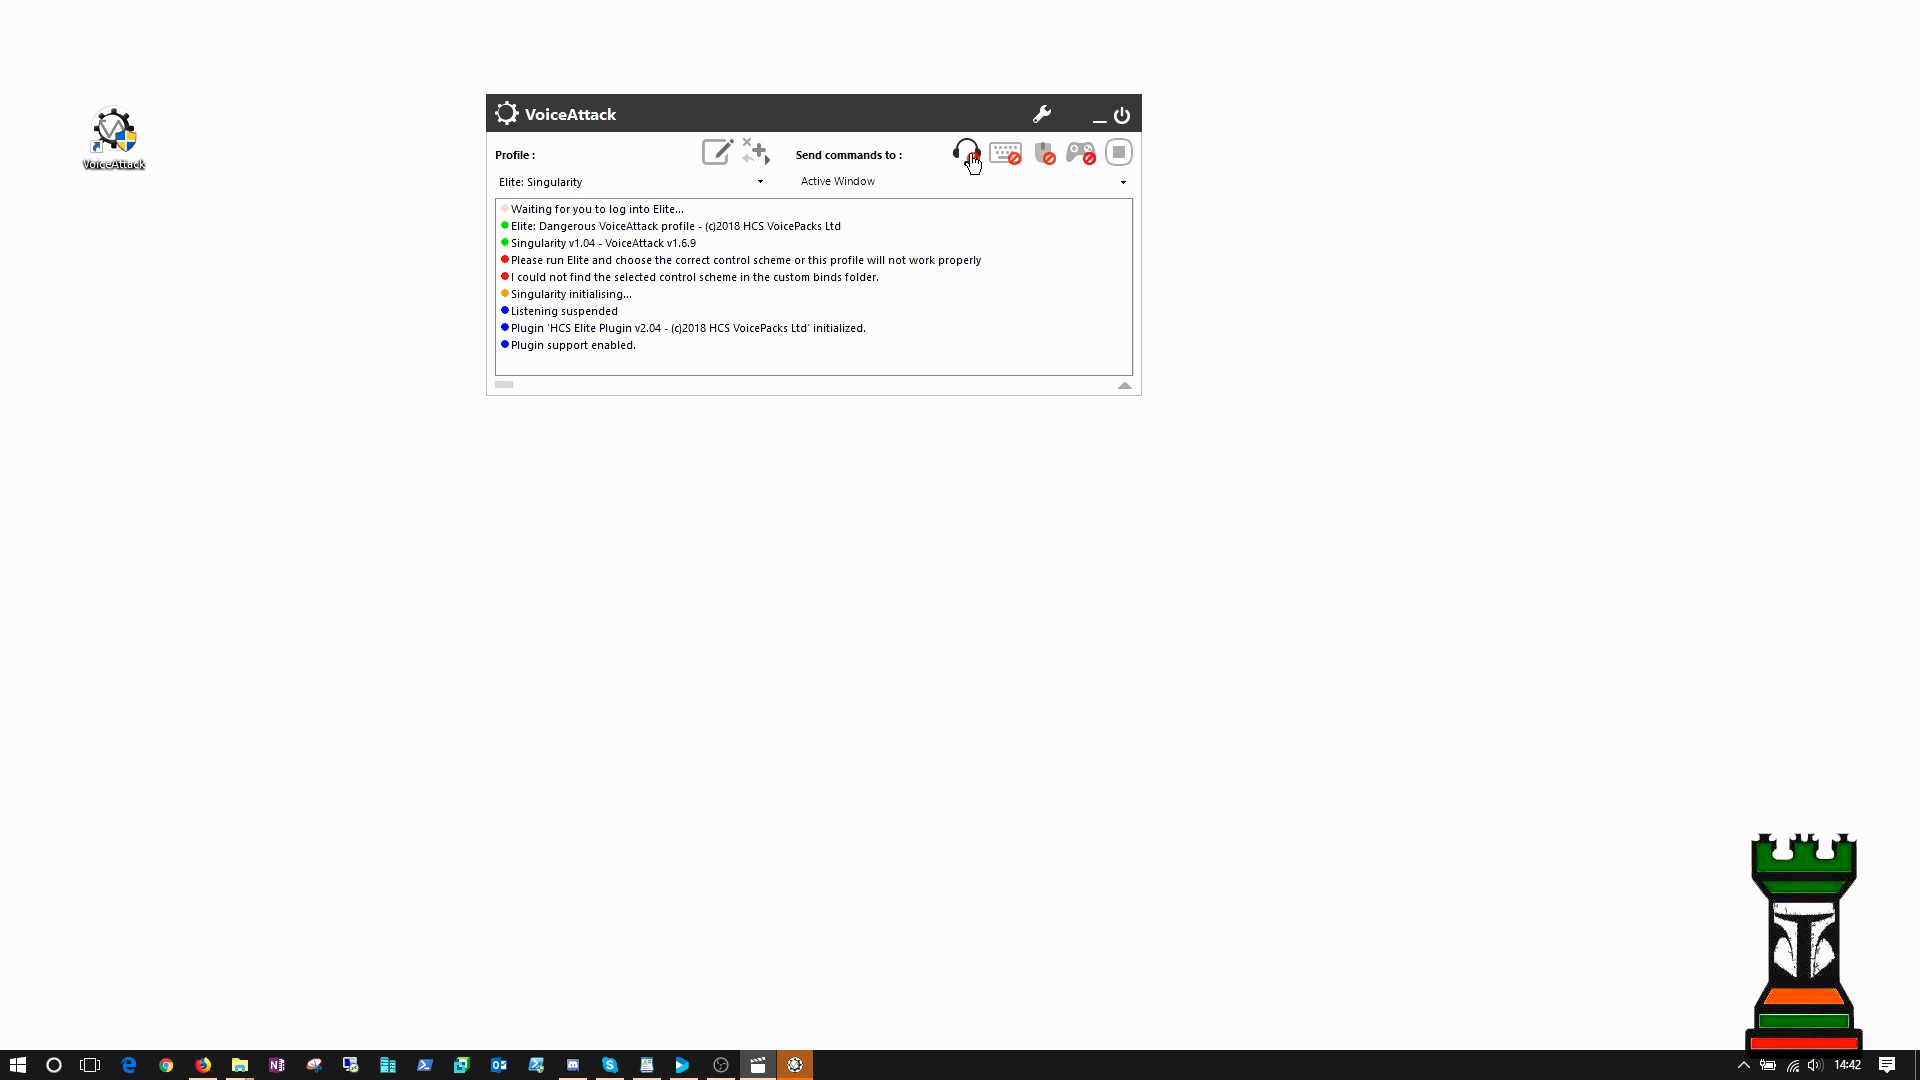 VoiceAttack
VoiceAttack
Profile :
Send commands to :
Elite: Singularity
Active Window
Waiting for you to log into Elite...
Elite: Dangerous VoiceAttack profile - (c)2018 HCS VoicePacks Ltd
Singularity v1.04 - VoiceAttack v1.6.9
Please run Elite and choose the correct control scheme or this profile will not work properly
I could not find the selected control scheme in the custom binds folder.
Singularity initialising...
Listening suspended
Plugin 'HCS Elite Plugin v2.04 - (c)2018 HCS VoicePacks Ltd' initialized.
Plugin support enabled.
14:42